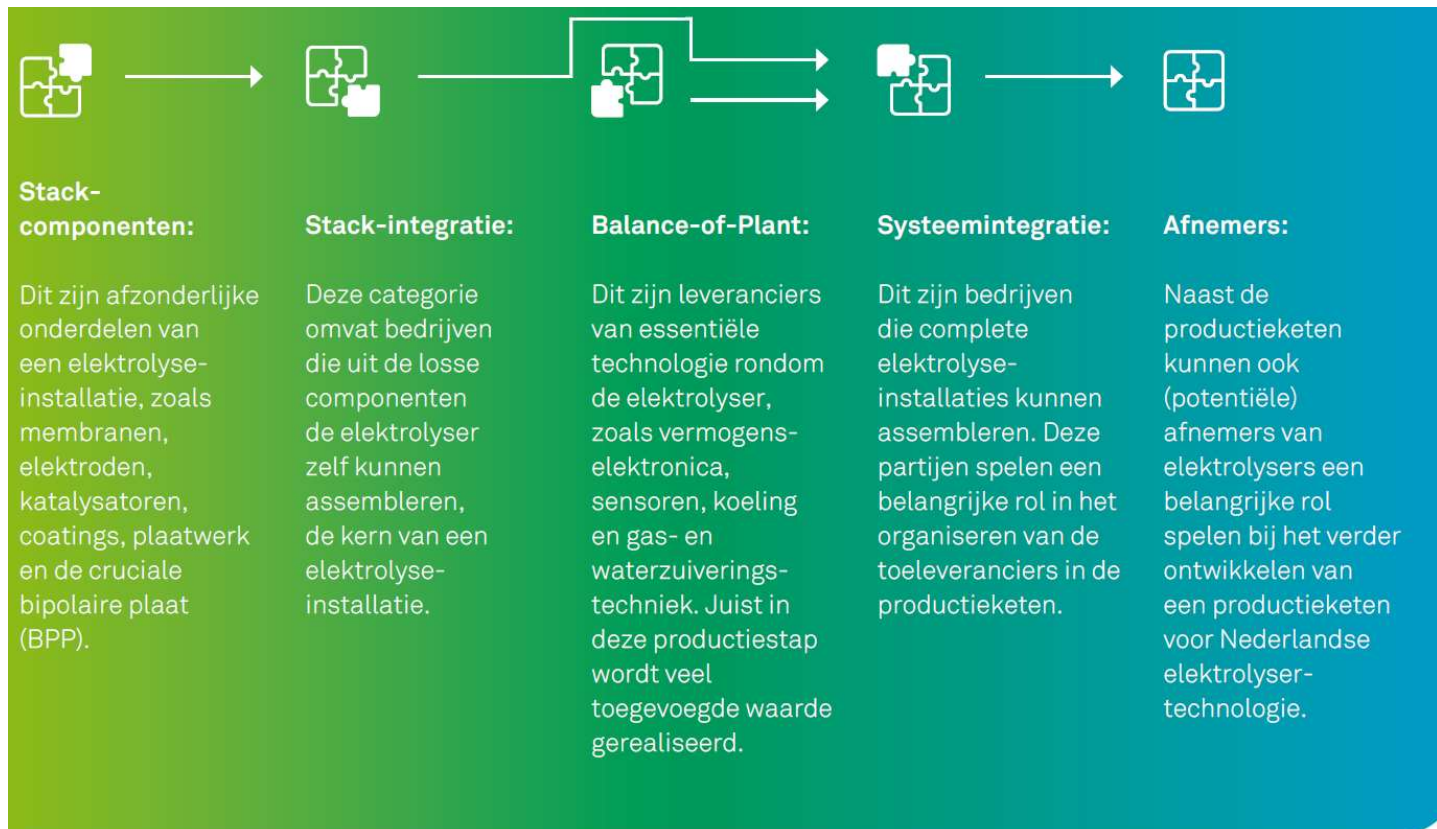 Stack-
componenten:
Dit zijn afzonderlijke
onderdelen van
een elektrolyse-
installatie, zoals
membranen,
elektroden,
katalysatoren,
coatings, plaatwerk
en de cruciale
bipolaire plaat
(BPP).
Stack-integratie:
Deze categorie
omvat bedrijven
die uit de losse
componenten
de elektrolyser
zelf kunnen
assembleren,
de kern van een
elektrolyse-
installatie.
Balance-of-Plant:
Dit zijn leveranciers
van essentiële
technologie rondom
de elektrolyser,
zoals vermogens-
elektronica,
sensoren, koeling
en gas- en
waterzuiverings-
techniek. Juist in
deze productiestap
wordt veel
toegevoegde waarde
gerealiseerd.
Systeemintegratie:
Dit zijn bedrijven
die complete
elektrolyse-
installaties kunnen
assembleren. Deze
partijen spelen een
belangrijke rol in het
organiseren van de
toeleveranciers in de
productieketen.
Afnemers:
Naast de
productieketen
kunnen ook
(potentiële)
afnemers van
elektrolysers een
belangrijke rol
spelen bij het verder
ontwikkelen van
een productieketen
voor Nederlandse
elektrolyser-
technologie.